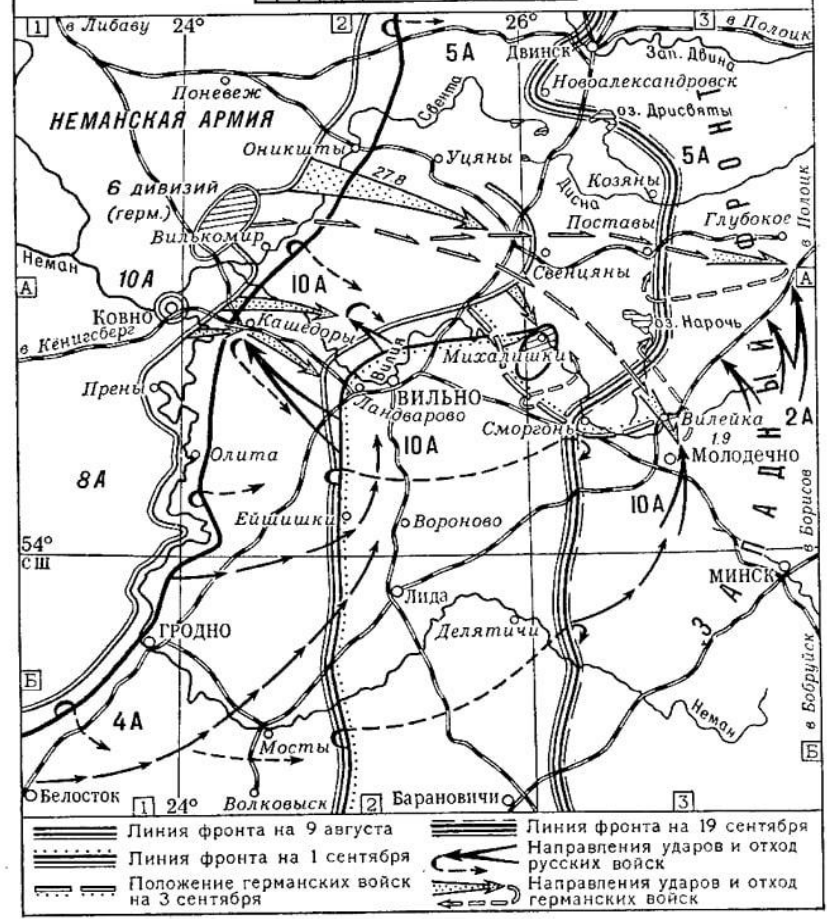 1
в Либаву
24°
2
26°
3
в Полоцк
5А
Двинск
Зап. Двина
Поневеж
Новоалександровск
НЕМАНСКАЯ АРМИЯ
Свента
оз. Дрисвяты
Оникшты
Уцяны
5А
6 дивизий
(герм.)
27.8
Дисна
Козяны
Поставы
Глубокое
в Полоцк
Вилькомир
Неман
10А
10А
Свенцяны
А
А
Ковно
Кашедоры
оз. Нарочь
в Кенигсберг
Вилия
Михалишки
Прены
ВИЛЬНО
Ландварово
Сморгонь
Вилейка
1.9
2А
Молодечно
10А
Олита
8А
10А
ЗАПАДНЫЙ ФРОНТ
Ейшишки
Вороново
в Борисов
54°
СШ
МИНСК
Лида
Делятичи
ГРОДНО
Б
Неман
в Бобруйск
4А
Мосты
Б
Белосток
1
24°
Волковыск
2
Барановичи
3
Линия фронта на 9 августа
Линия фронта на 1 сентября
Положение германских войск
на 3 сентября
Линия фронта на 19 сентября
Направления ударов и отход
русских войск
Направления ударов и отход
германских войск